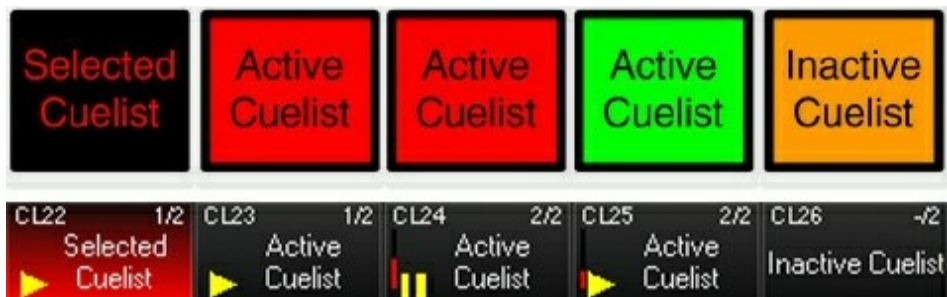 Selected
Cuelist
Active
Cuelist
Active
Cuelist
Active
Cuelist
Inactive
Cuelist
CL22 1/2
Selected
Cuelist
CL23 1/2
Active
Cuelist
CL24 2/2
Active
Cuelist
CL25 2/2
Active
Cuelist
CL26 -/2
Inactive Cuelist